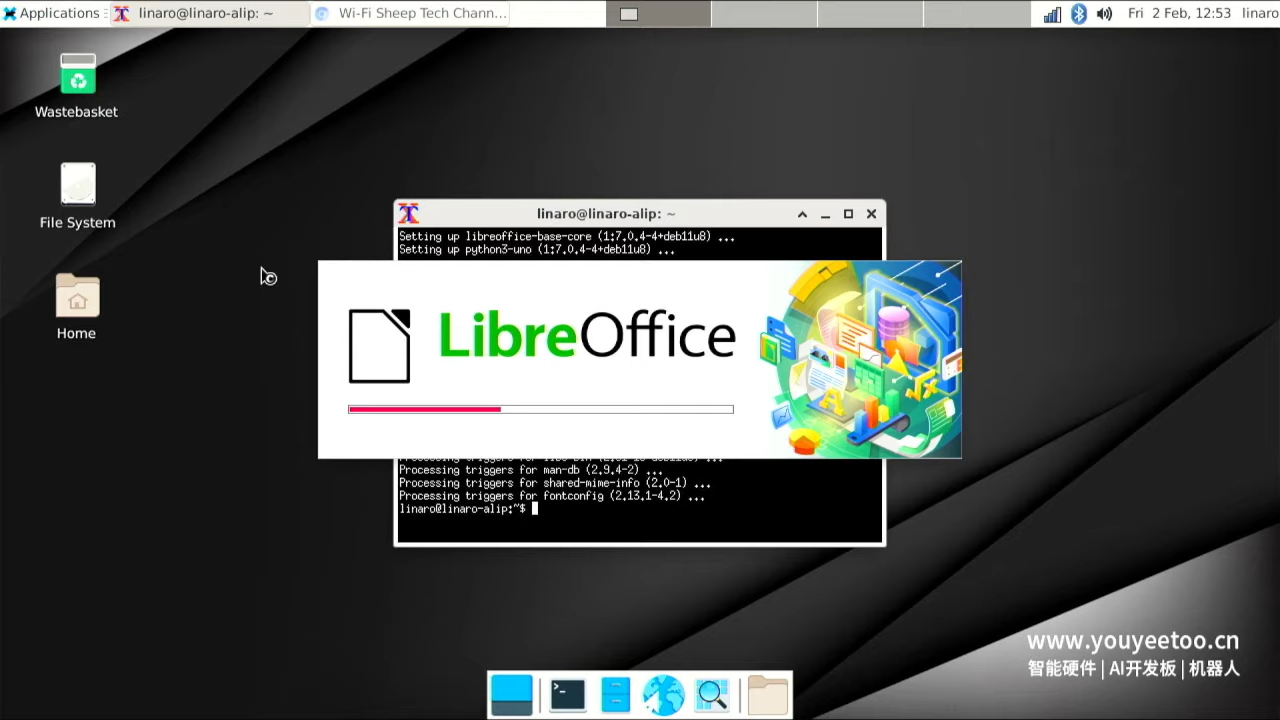 Applications
linaro@linaro-alip: ~
Wi-Fi Sheep Tech Chann...
Fri 2 Feb, 12:53 linaro
Wastebasket
File System
Home
linaro@linaro-alip: ~
Setting up libreoffice-base-core (1:7.0.4-4+deb11u8) ...
Setting up python3-uno (1:7.0.4-4+deb11u8) ...
LibreOffice
Processing triggers for man-db (2.9.4-2) ...
Processing triggers for shared-mime-info (2.0-1) ...
Processing triggers for fontconfig (2.13.1-4.2) ...
linaro@linaro-alip:~$
www.youyeetoo.cn
智能硬件 | AI开发板 | 机器人